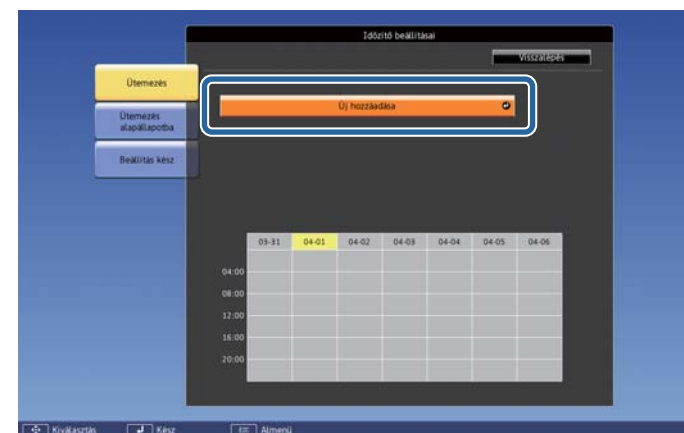 Időzítő beállításai
Visszalépés
Ütemezés
Új hozzáadása
Ütemezés
alapállapotba
Beállítás kész
03-31 04-01 04-02 04-03 04-04 04-05 04-06
04:00
08:00
12:00
16:00
20:00
Kiválasztás Kész Esc Almenü